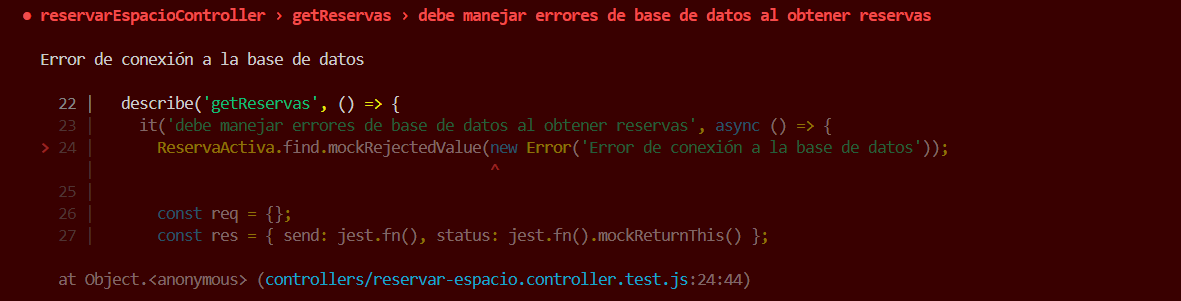 ● reservarEspacioController › getReservas › debe manejar errores de base de datos al obtener reservas
Error de conexión a la base de datos
22 |   describe('getReservas', () => {
23 |     it('debe manejar errores de base de datos al obtener reservas', async () => {
> 24 |       ReservaActiva.find.mockRejectedValue(new Error('Error de conexión a la base de datos'));
|                                            ^
25 |
26 |       const req = {};
27 |       const res = { send: jest.fn(), status: jest.fn().mockReturnThis() };
at Object.<anonymous> (controllers/reservar-espacio.controller.test.js:24:44)